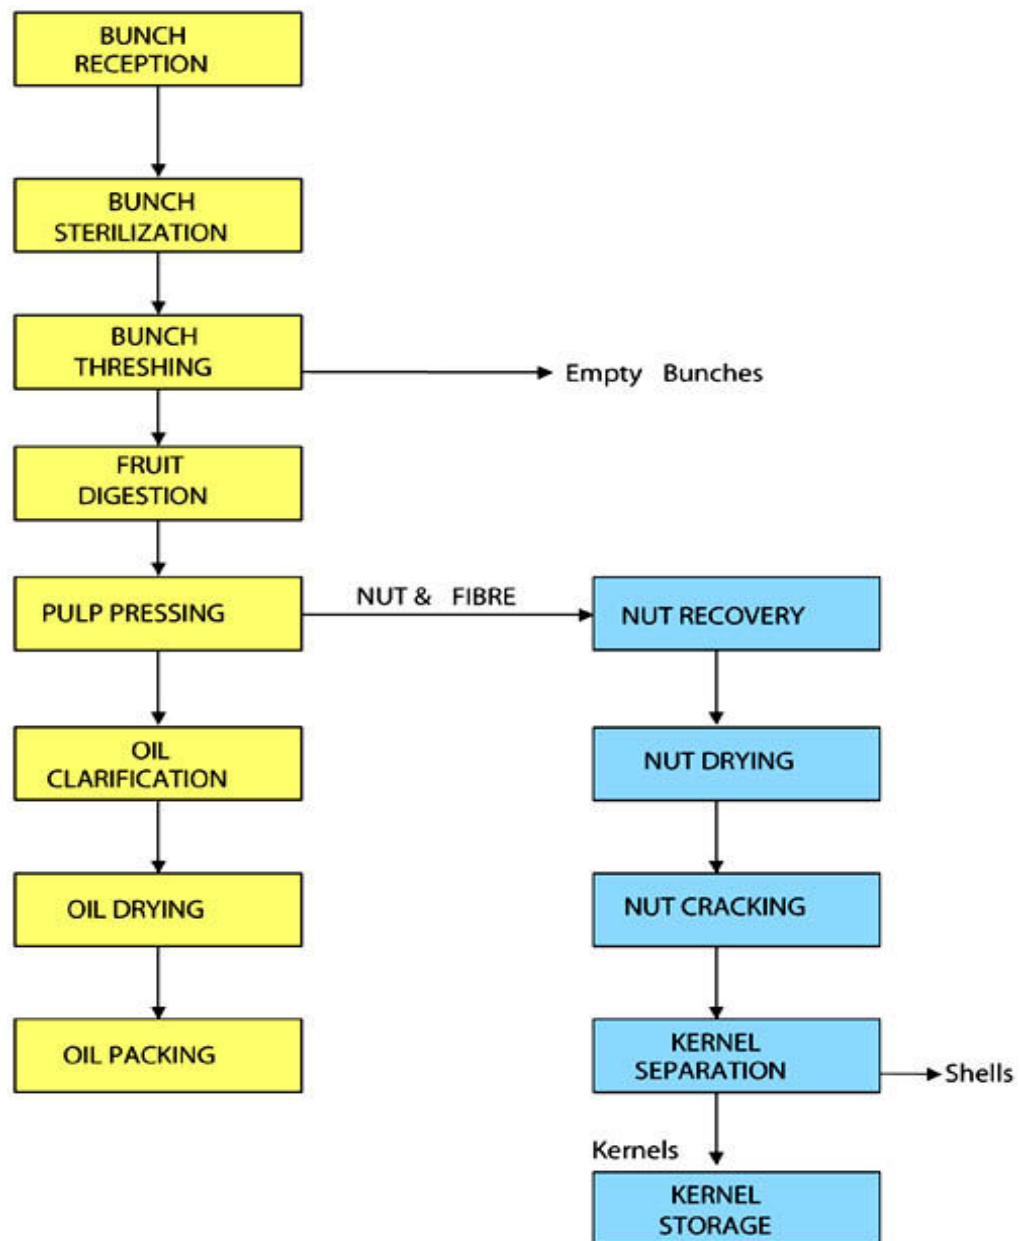 BUNCH
RECEPTION
BUNCH
STERILIZATION
BUNCH
THRESHING
Empty Bunches
FRUIT
DIGESTION
PULP PRESSING
NUT & FIBRE
NUT RECOVERY
OIL
CLARIFICATION
NUT DRYING
OIL DRYING
NUT CRACKING
OIL PACKING
KERNEL
SEPARATION
Shells
Kernels
KERNEL
STORAGE